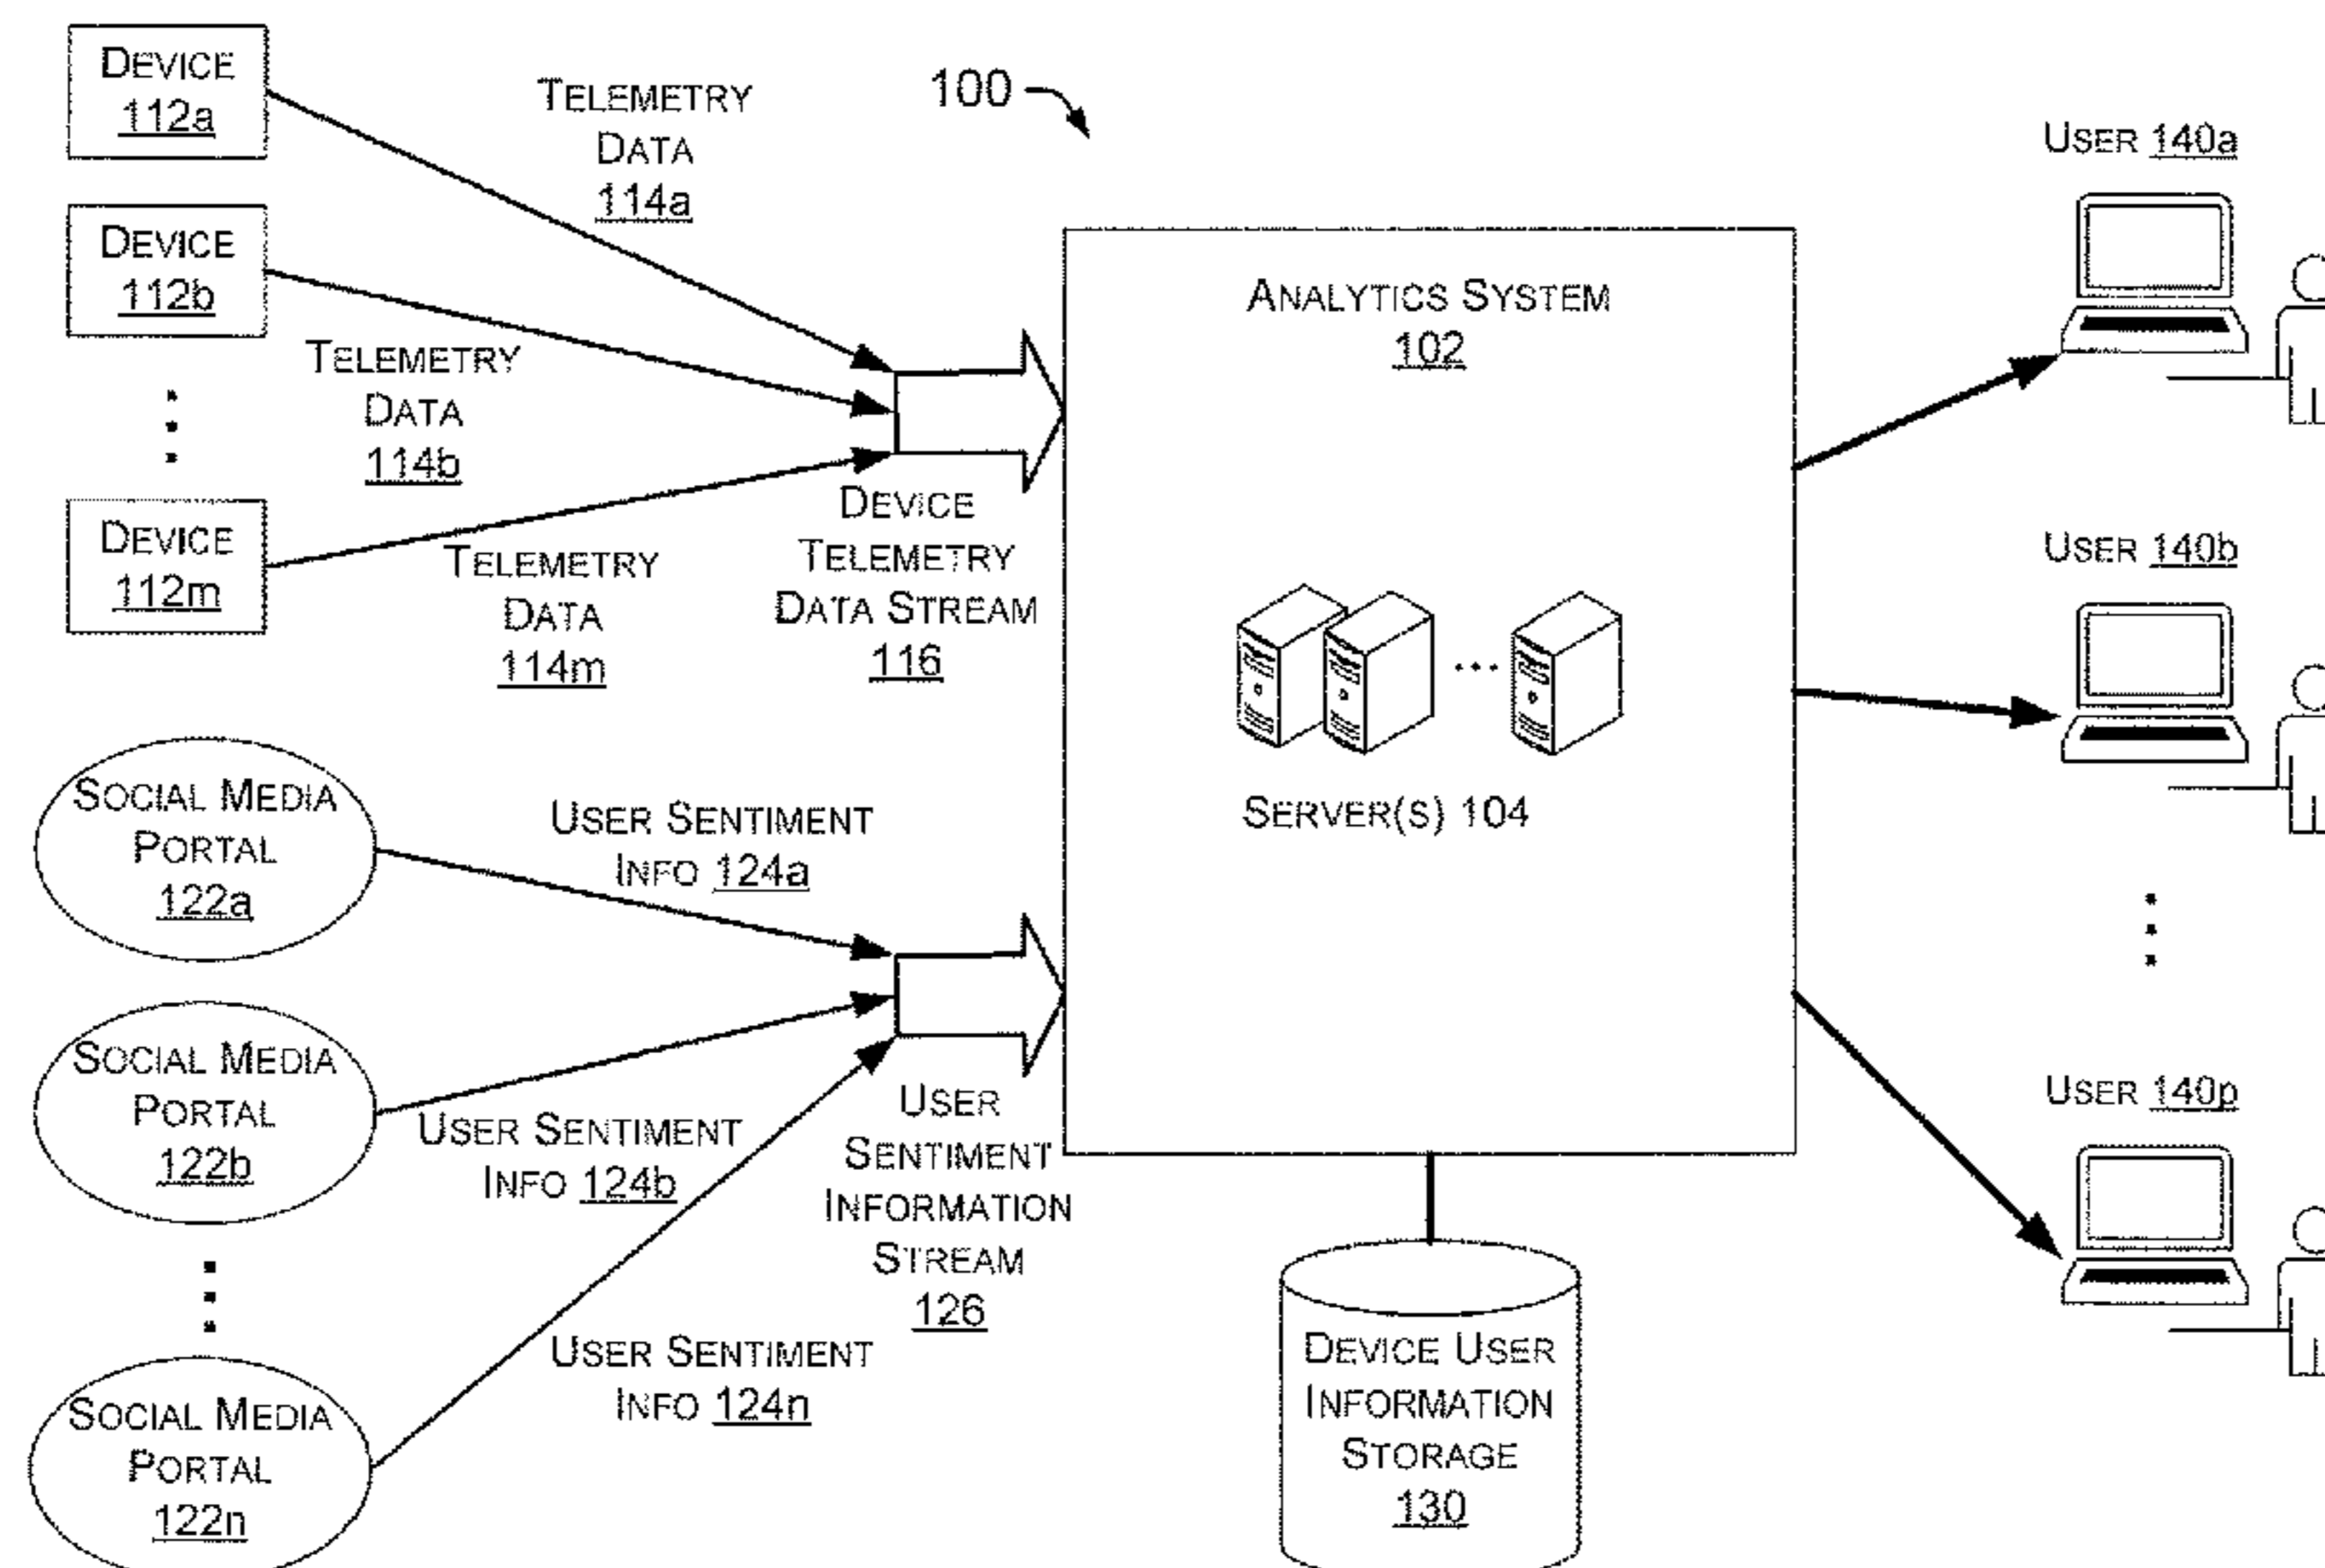 DEVICE
112a
TELEMETRY
DATA
114a
100
USER 140a
DEVICE
112b
ANALYTICS SYSTEM
102
TELEMETRY
DATA
114b
DEVICE
112m
TELEMETRY
DATA
114m
DEVICE
TELEMETRY
DATA STREAM
116
USER 140b
SERVER(S) 104
SOCIAL MEDIA
PORTAL
122a
USER SENTIMENT
INFO 124a
SOCIAL MEDIA
PORTAL
122b
USER SENTIMENT
INFO 124b
USER
SENTIMENT
INFORMATION
STREAM
126
USER 140p
SOCIAL MEDIA
PORTAL
122n
USER SENTIMENT
INFO 124n
DEVICE USER
INFORMATION
STORAGE
130